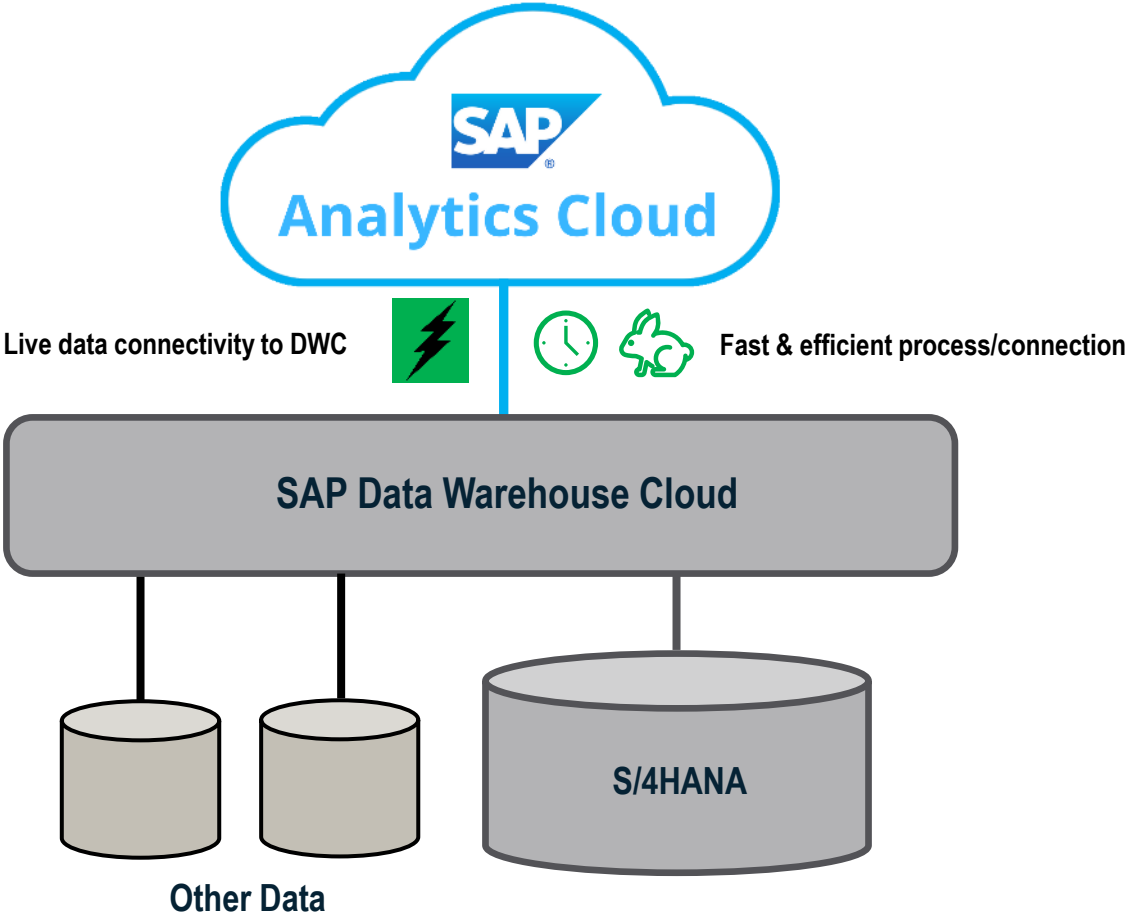 SAP
®
Analytics Cloud
Live data connectivity to DWC
Fast & efficient process/connection
SAP Data Warehouse Cloud
S/4HANA
Other Data